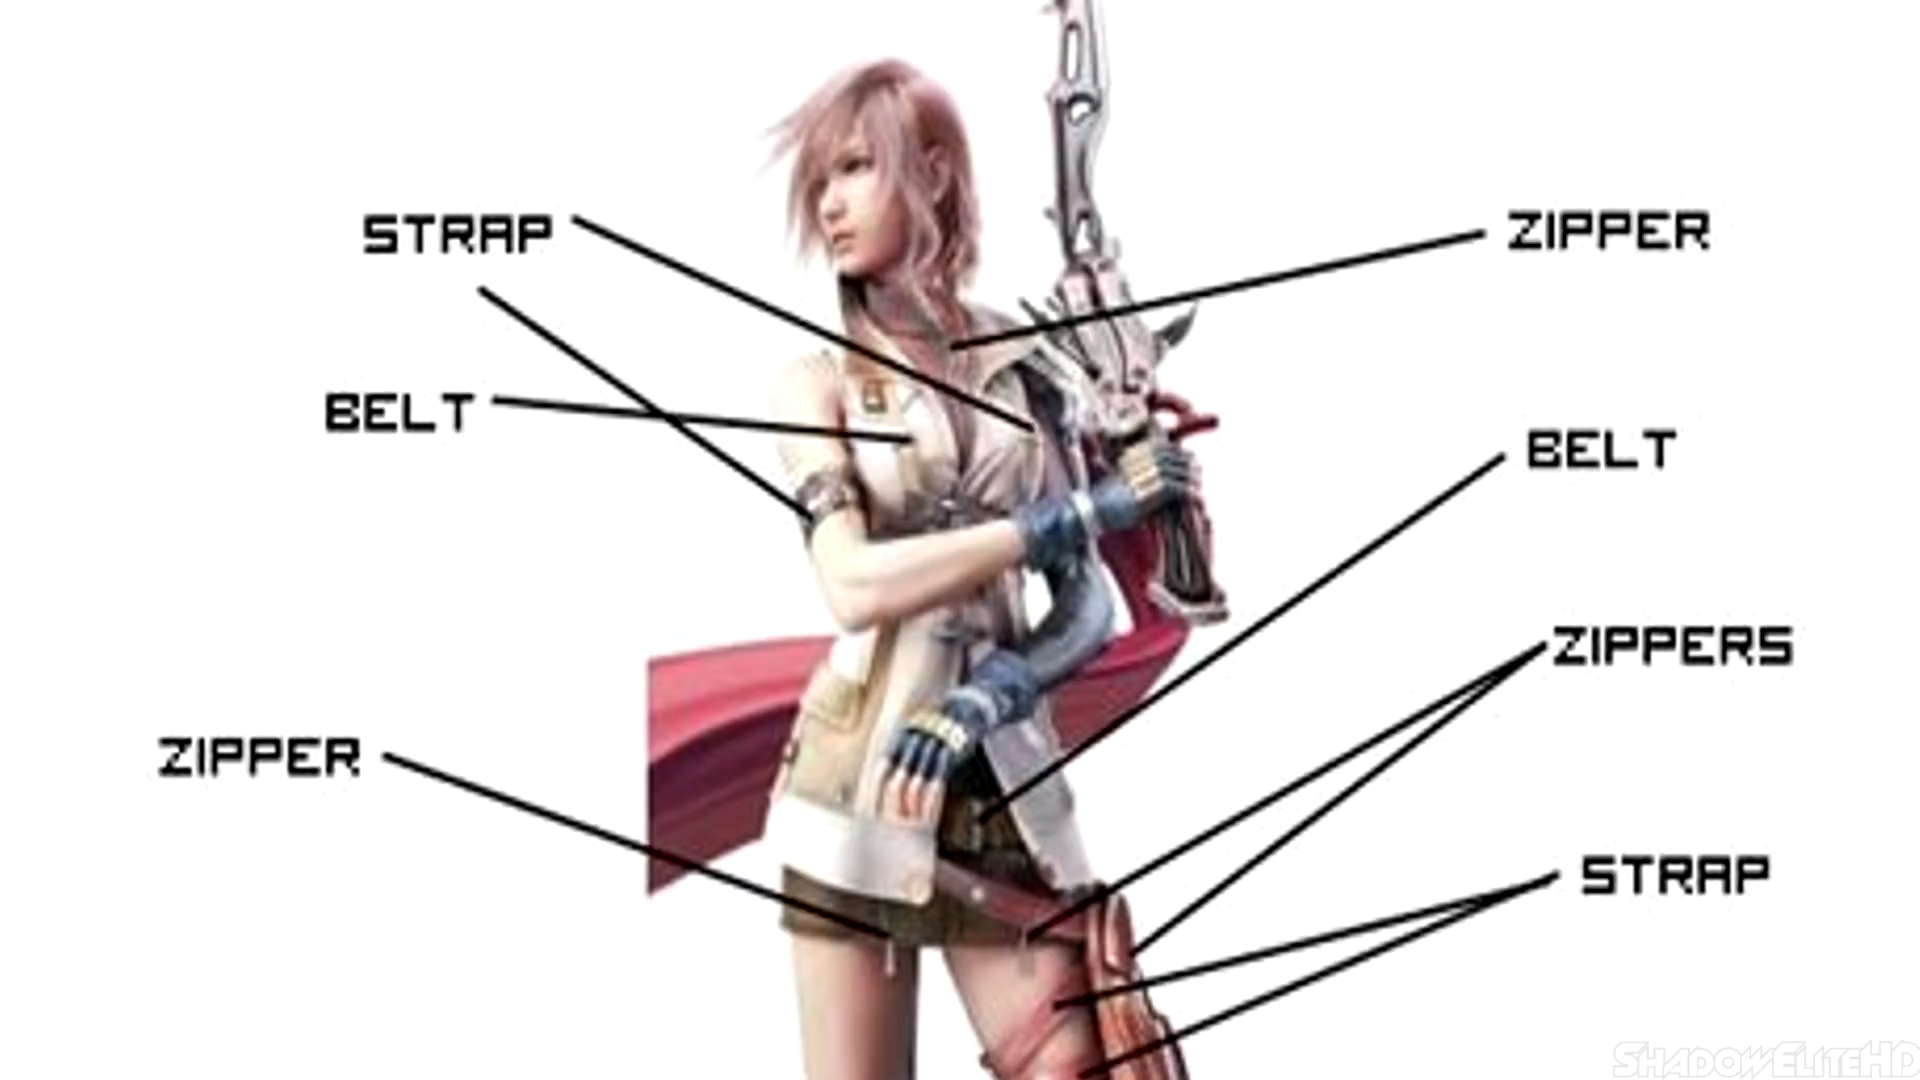 STRAP
ZIPPER
BELT
BELT
ZIPPERS
ZIPPER
STRAP
SHADOWELITEHD